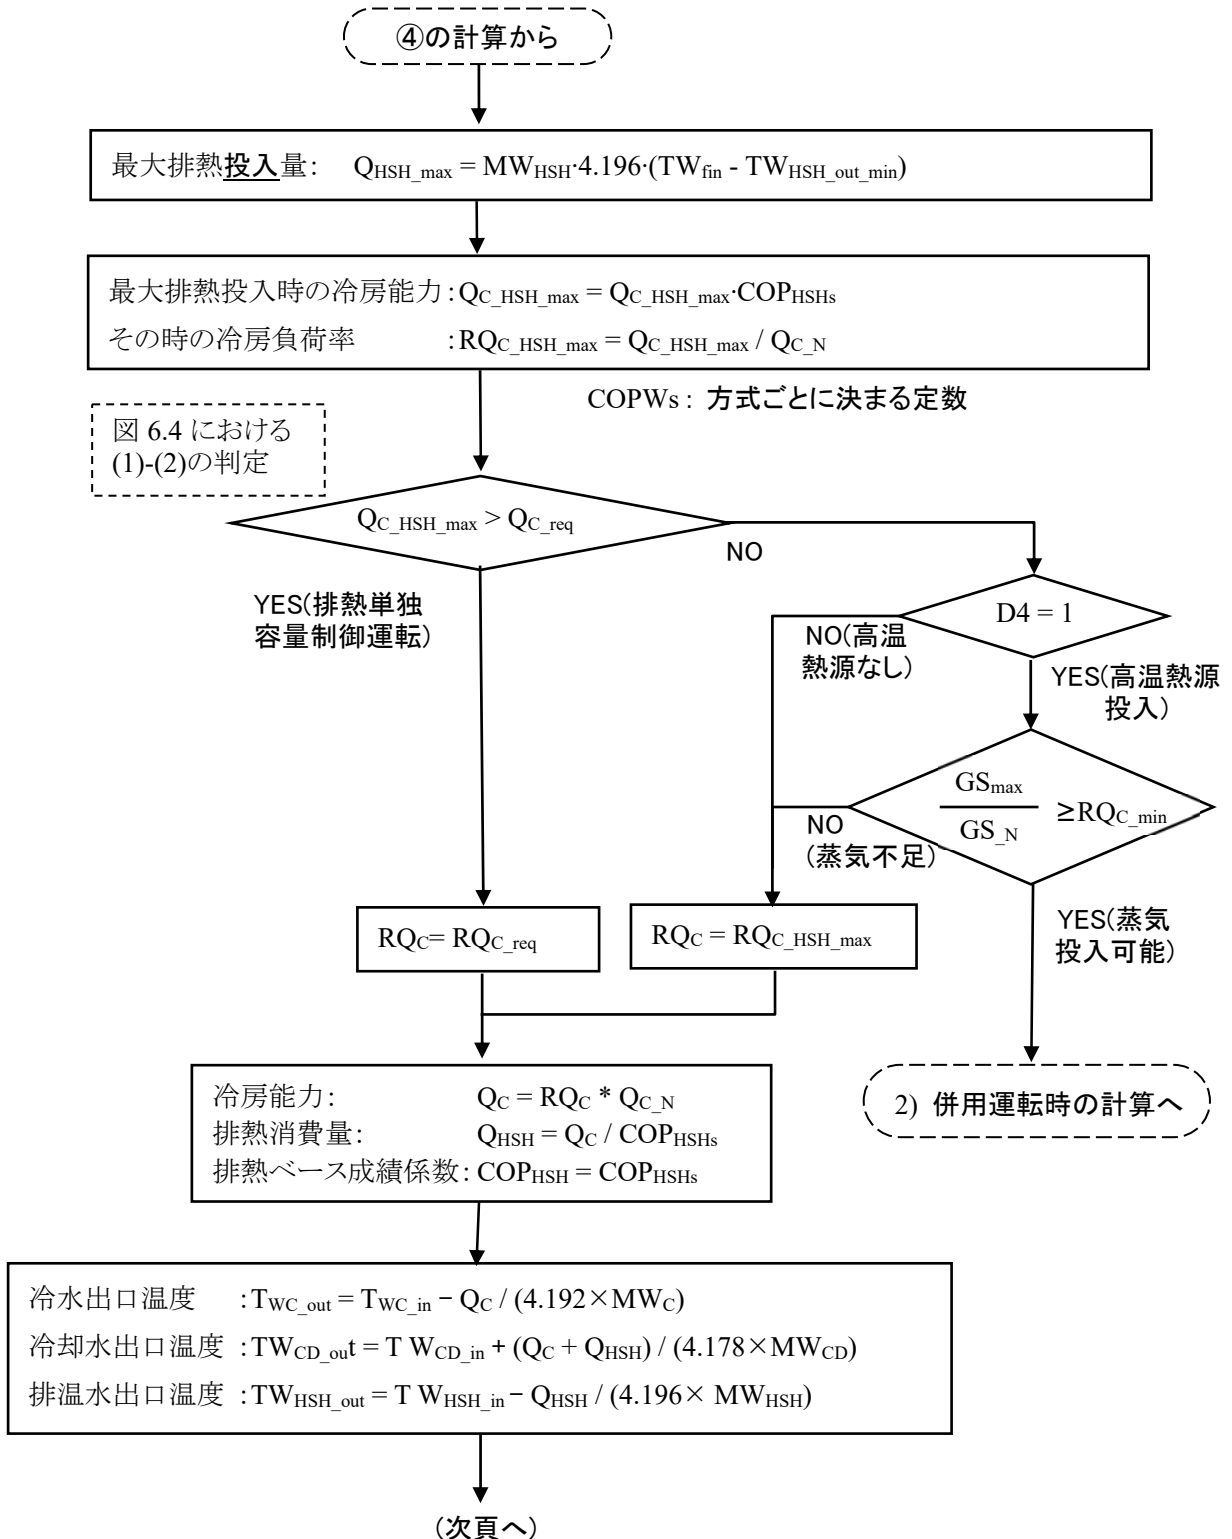 ④の計算から
最大排熱投入量： Q_HSH_max = MW_HSH·4.196·(TW_fin - TW_HSH_out_min)
最大排熱投入時の冷房能力：Q_C_HSH_max = Q_C_HSH_max·COP_HSHs
その時の冷房負荷率 ：RQ_C_HSH_max = Q_C_HSH_max / Q_C_N
COPWs： 方式ごとに決まる定数
図 6.4 における
(1)-(2)の判定
Q_C_HSH_max > Q_C_req
NO
YES(排熱単独
容量制御運転)
D4 = 1
NO(高温
熱源なし)
YES(高温熱源
投入)
GS_max
GS__N
≥RQ_C_min
NO
(蒸気不足)
YES(蒸気
投入可能)
RQ_C= RQ_C_req
RQ_C = RQ_C_HSH_max
2) 併用運転時の計算へ
冷房能力： Q_C = RQ_C * Q_C_N
排熱消費量： Q_HSH = Q_C / COP_HSHs
排熱ベース成績係数：COP_HSH = COP_HSHs
冷水出口温度 ：T_WC_out = T_WC_in − Q_C / (4.192×MW_C)
冷却水出口温度 ：TW_CD_out = T W_CD_in + (Q_C + Q_HSH) / (4.178×MW_CD)
排温水出口温度 ：TW_HSH_out = T W_HSH_in − Q_HSH / (4.196× MW_HSH)
(次頁へ)